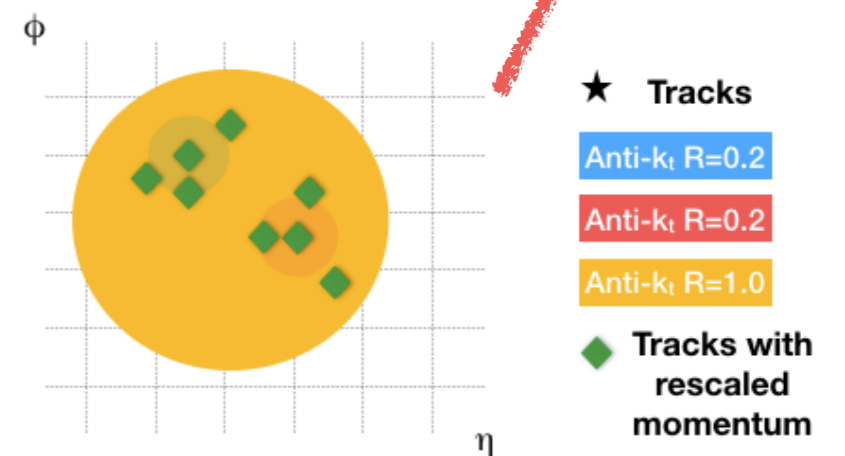 ϕ
Tracks
Anti-kₜ R=0.2
Anti-kₜ R=0.2
Anti-kₜ R=1.0
Tracks with
rescaled
momentum
η